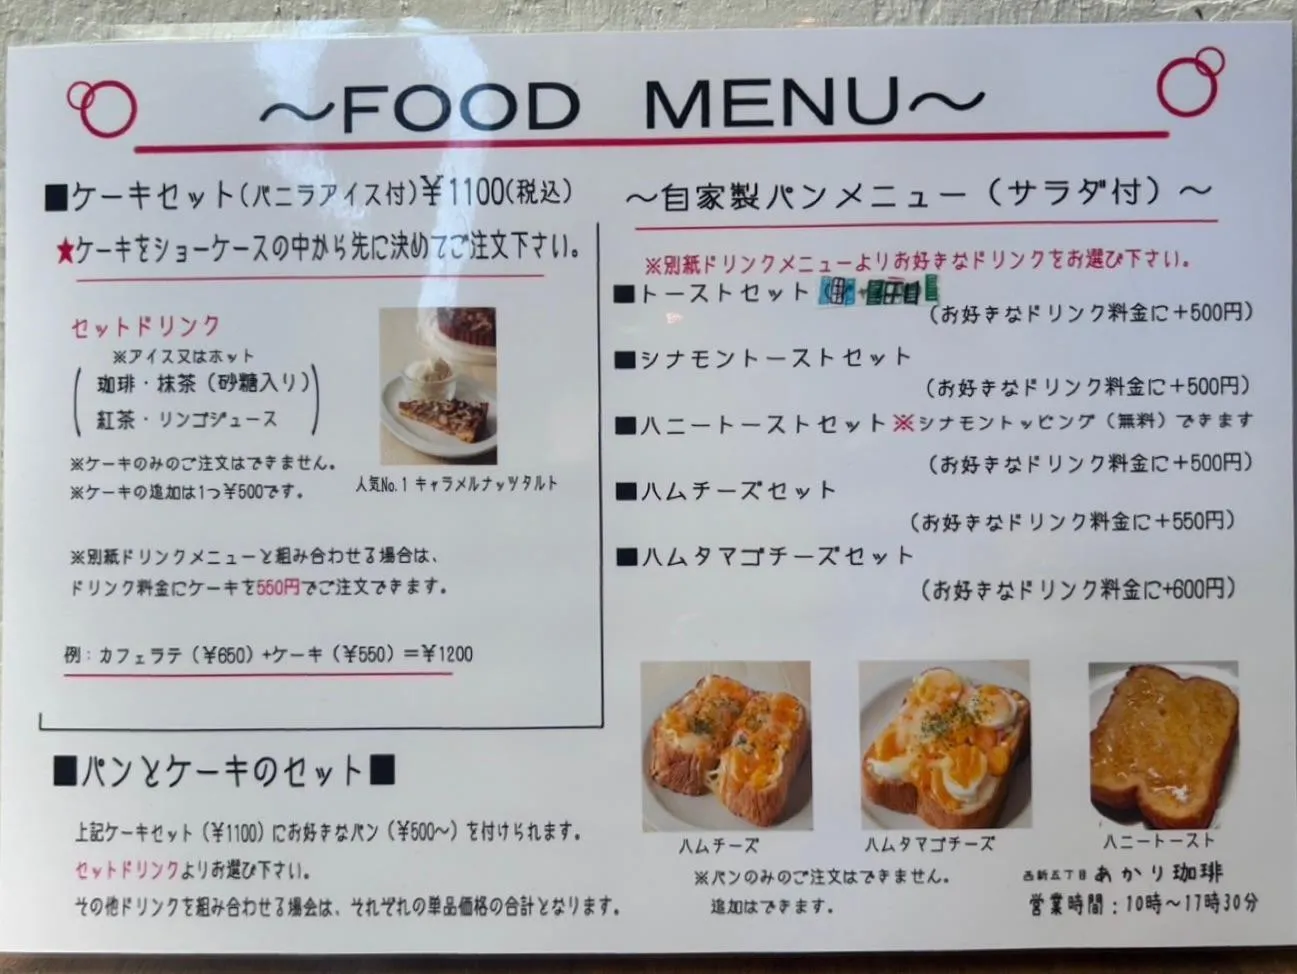 ～FOOD MENU～
■ケーキセット(バニラアイス付)￥1100(税込)
★ケーキをショーケースの中から先に決めてご注文下さい。
セットドリンク
※アイス又はホット
珈琲・抹茶（砂糖入り）
紅茶・リンゴジュース
※ケーキのみのご注文はできません。
※ケーキの追加は1つ￥500です。
人気No.1 キャラメルナッツタルト
※別紙ドリンクメニューと組み合わせる場合は、
ドリンク料金にケーキを550円でご注文できます。
例：カフェラテ（￥650）+ケーキ（￥550）＝￥1200
■パンとケーキのセット■
上記ケーキセット（￥1100）にお好きなパン（￥500～）を付けられます。
セットドリンクよりお選び下さい。
その他ドリンクを組み合わせる場会は、それぞれの単品価格の合計となります。
～自家製パンメニュー（サラダ付）～
※別紙ドリンクメニューよりお好きなドリンクをお選び下さい。
■トーストセット
（お好きなドリンク料金に＋500円）
■シナモントーストセット
（お好きなドリンク料金に＋500円）
■ハニートーストセット※シナモントッピング（無料）できます
（お好きなドリンク料金に＋500円）
■ハムチーズセット
（お好きなドリンク料金に＋550円）
■ハムタマゴチーズセット
（お好きなドリンク料金に+600円）
ハムチーズ
ハムタマゴチーズ
ハニートースト
※パンのみのご注文はできません。
追加はできます。
西新五丁目 あかり珈琲
営業時間：10時～17時30分